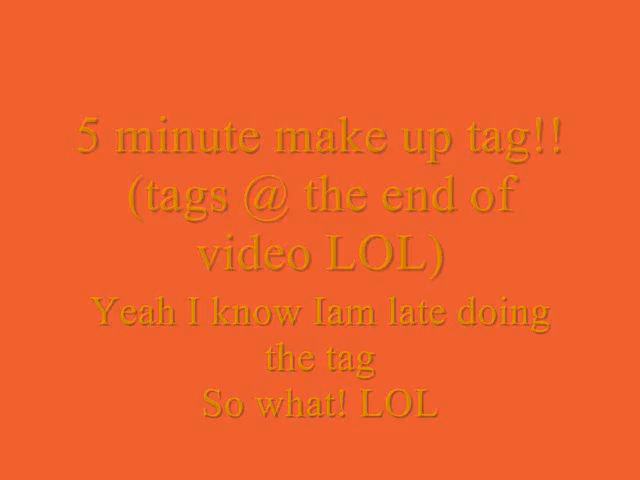 5 minute make up tag!!
(tags @ the end of
video LOL)
Yeah I know Iam late doing
the tag
So what! LOL